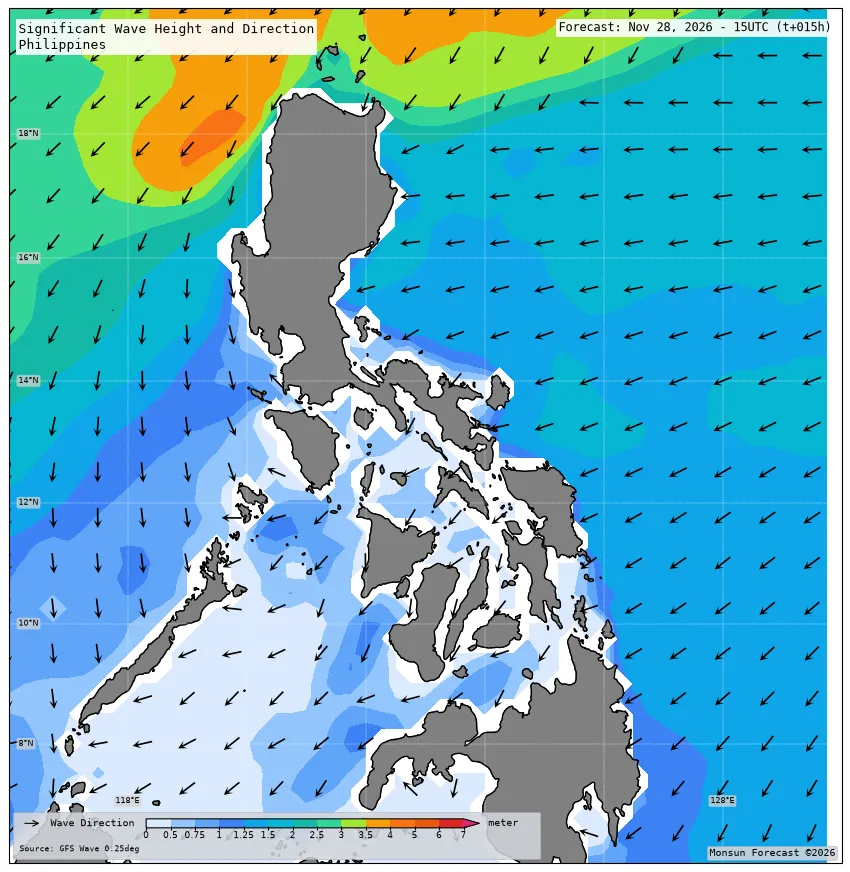 Significant Wave Height and Direction
Philippines
Forecast: Nov 28, 2026 - 15UTC (t+015h)
18°N
16°N
14°N
12°N
10°N
8°N
118°E
128°E
Wave Direction
0 0.5 0.75 1 1.25 1.5 2 2.5 3 3.5 4 5 6 7
meter
Source: GFS Wave 0.25deg
Monsun Forecast ©2026